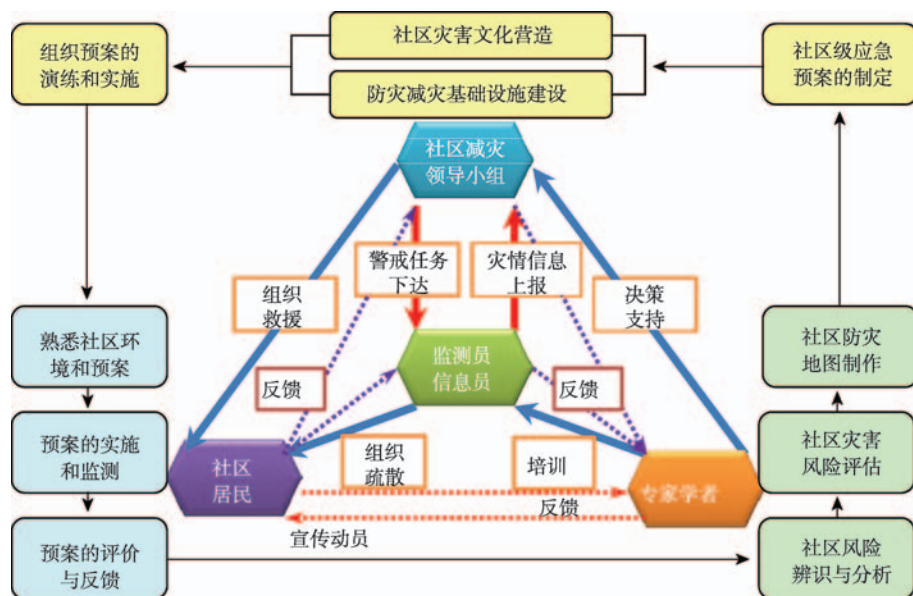 组织预案的
演练和实施
社区灾害文化营造
防灾减灾基础设施建设
社区级应急
预案的制定
社区减灾
领导小组
警戒任务
下达
灾情信息
上报
组织
救援
决策
支持
熟悉社区环
境和预案
监测员
信息员
社区防灾
地图制作
反馈
反馈
预案的实施
和监测
社区
居民
组织
疏散
培训
专家学者
社区灾害
风险评估
反馈
宣传动员
预案的评价
与反馈
社区风险
辨识与分析